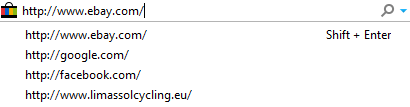 http://www.ebay.com/
http://www.ebay.com/ Shift + Enter
http://google.com/
http://facebook.com/
http://www.limassolcycling.eu/